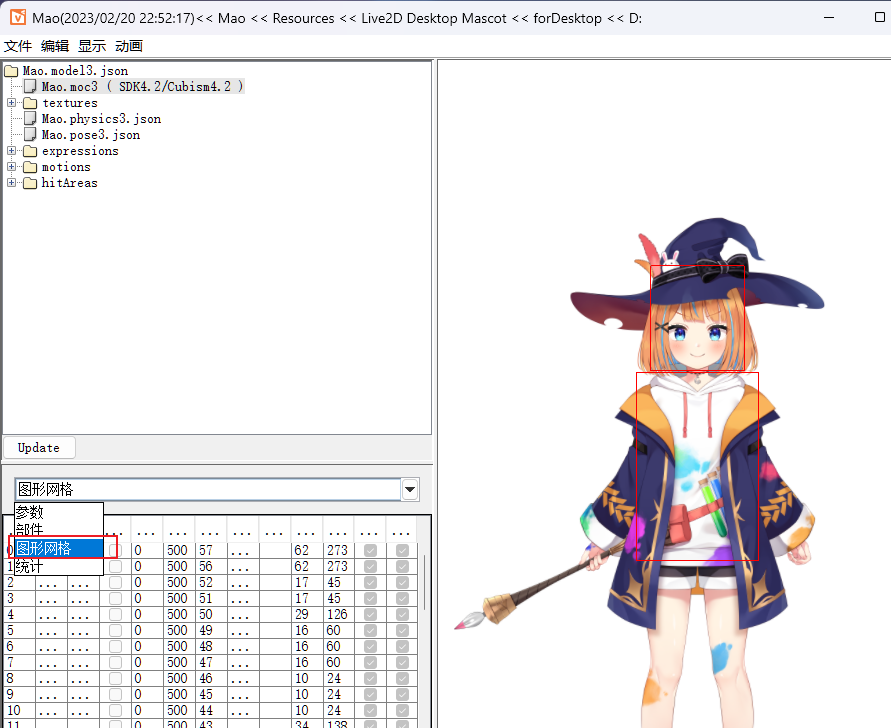 Mao(2023/02/20 22:52:17)<< Mao << Resources << Live2D Desktop Mascot << forDesktop << D:
文件 编辑 显示 动画
Mao.model3.json
Mao.moc3 ( SDK4.2/Cubism4.2 )
textures
Mao.physics3.json
Mao.pose3.json
expressions
motions
hitAreas
Update
图形网格
参数
部件
图形网格
统计
... ... ... ... ... ... ... ... ... ...
0 0 500 57 ... 62 273
1 0 500 56 ... 62 273
2 ... ... 0 500 52 ... 17 45
3 ... ... 0 500 51 ... 17 45
4 ... ... 0 500 50 ... 29 126
5 ... ... 0 500 49 ... 16 60
6 ... ... 0 500 48 ... 16 60
7 ... ... 0 500 47 ... 16 60
8 ... ... 0 500 46 ... 10 24
9 ... ... 0 500 45 ... 10 24
10 ... ... 0 500 44 ... 10 24
11 ... ... 0 500 43 ... 34 138